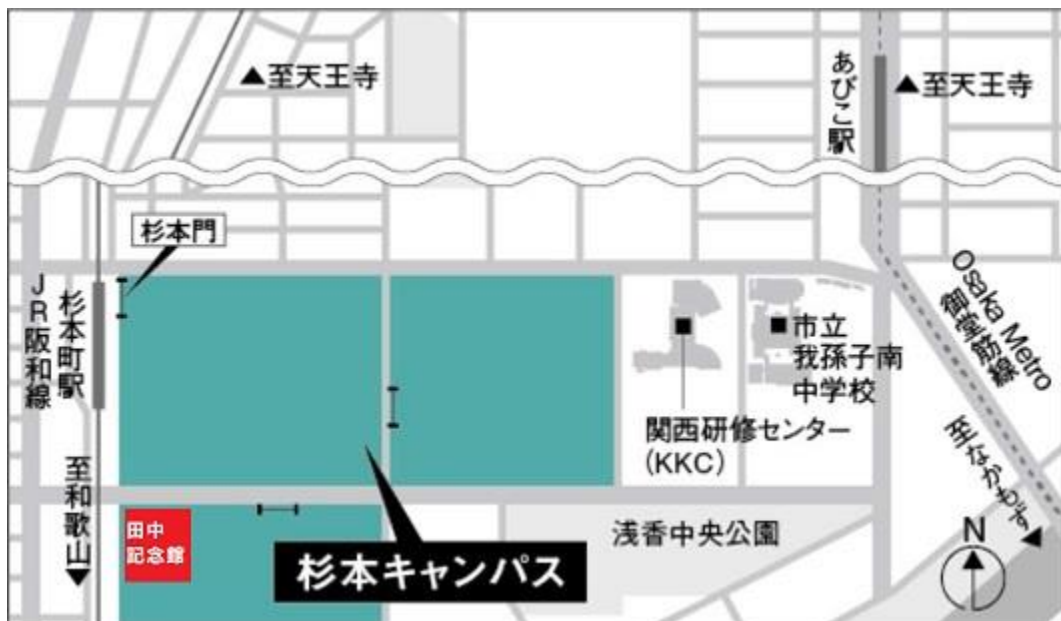 ▲至天王寺
あびこ駅
▲至天王寺
杉本門
JR阪和線
杉本町駅
至和歌山▼
Osaka Metro
御堂筋線
至なかもず▼
市立
我孫子南
中学校
関西研修センター
(KKC)
田中
記念館
杉本キャンパス
浅香中央公園
N